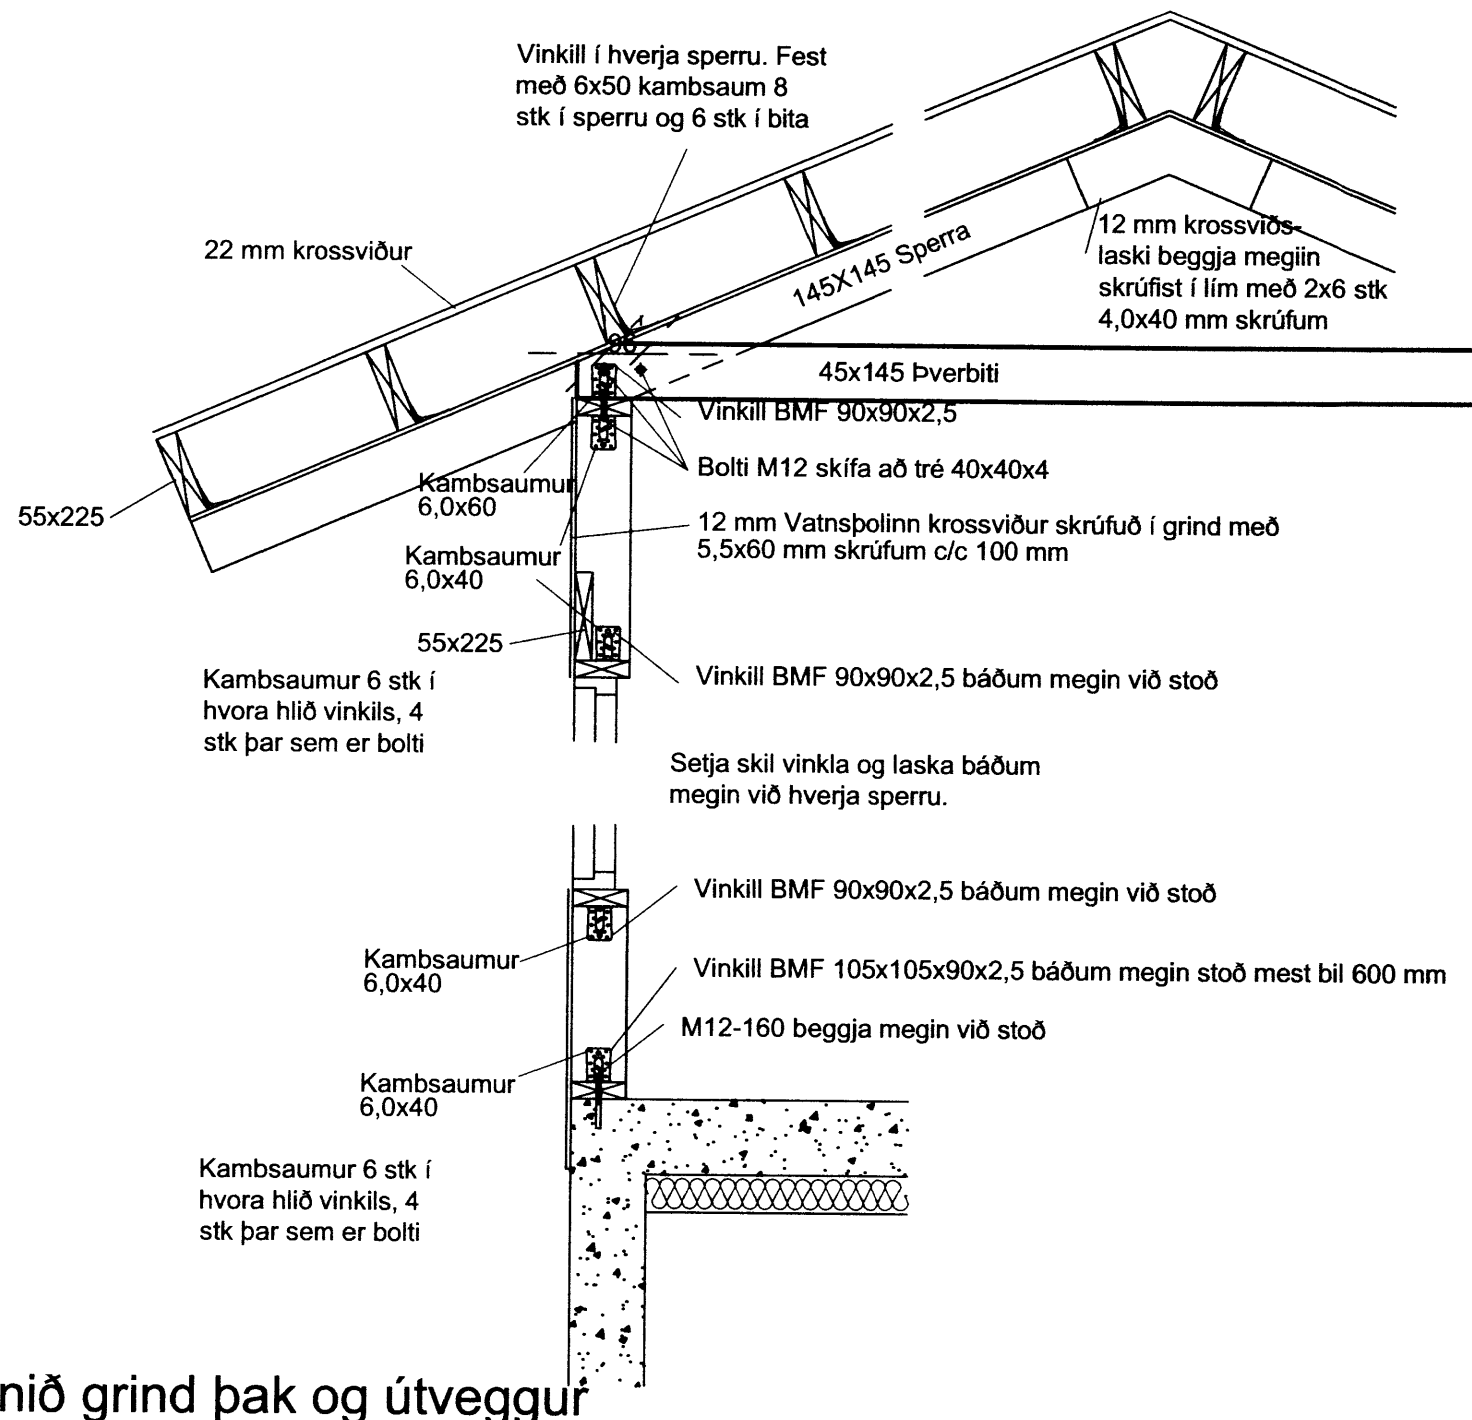 Vinkill í hverja sperru. Fest
með 6x50 kambsaum 8
stk í sperru og 6 stk í bita
22 mm krossviður
145X145 Sperra
12 mm krossviðs-
laski beggja megiin
skrúfist í lím með 2x6 stk
4,0x40 mm skrúfum
45x145 Þverbiti
Vinkill BMF 90x90x2,5
Bolti M12 skífa að tré 40x40x4
Kambsaumur
6,0x60
55x225
12 mm Vatnsþolinn krossviður skrúfuð í grind með
5,5x60 mm skrúfum c/c 100 mm
Kambsaumur
6,0x40
55x225
Vinkill BMF 90x90x2,5 báðum megin við stoð
Kambsaumur 6 stk í
hvora hlið vinkils, 4
stk þar sem er bolti
Setja skil vinkla og laska báðum
megin við hverja sperru.
Vinkill BMF 90x90x2,5 báðum megin við stoð
Kambsaumur
6,0x40
Vinkill BMF 105x105x90x2,5 báðum megin stoð mest bil 600 mm
M12-160 beggja megin við stoð
Kambsaumur
6,0x40
Kambsaumur 6 stk í
hvora hlið vinkils, 4
stk þar sem er bolti
nið grind þak og útveggur